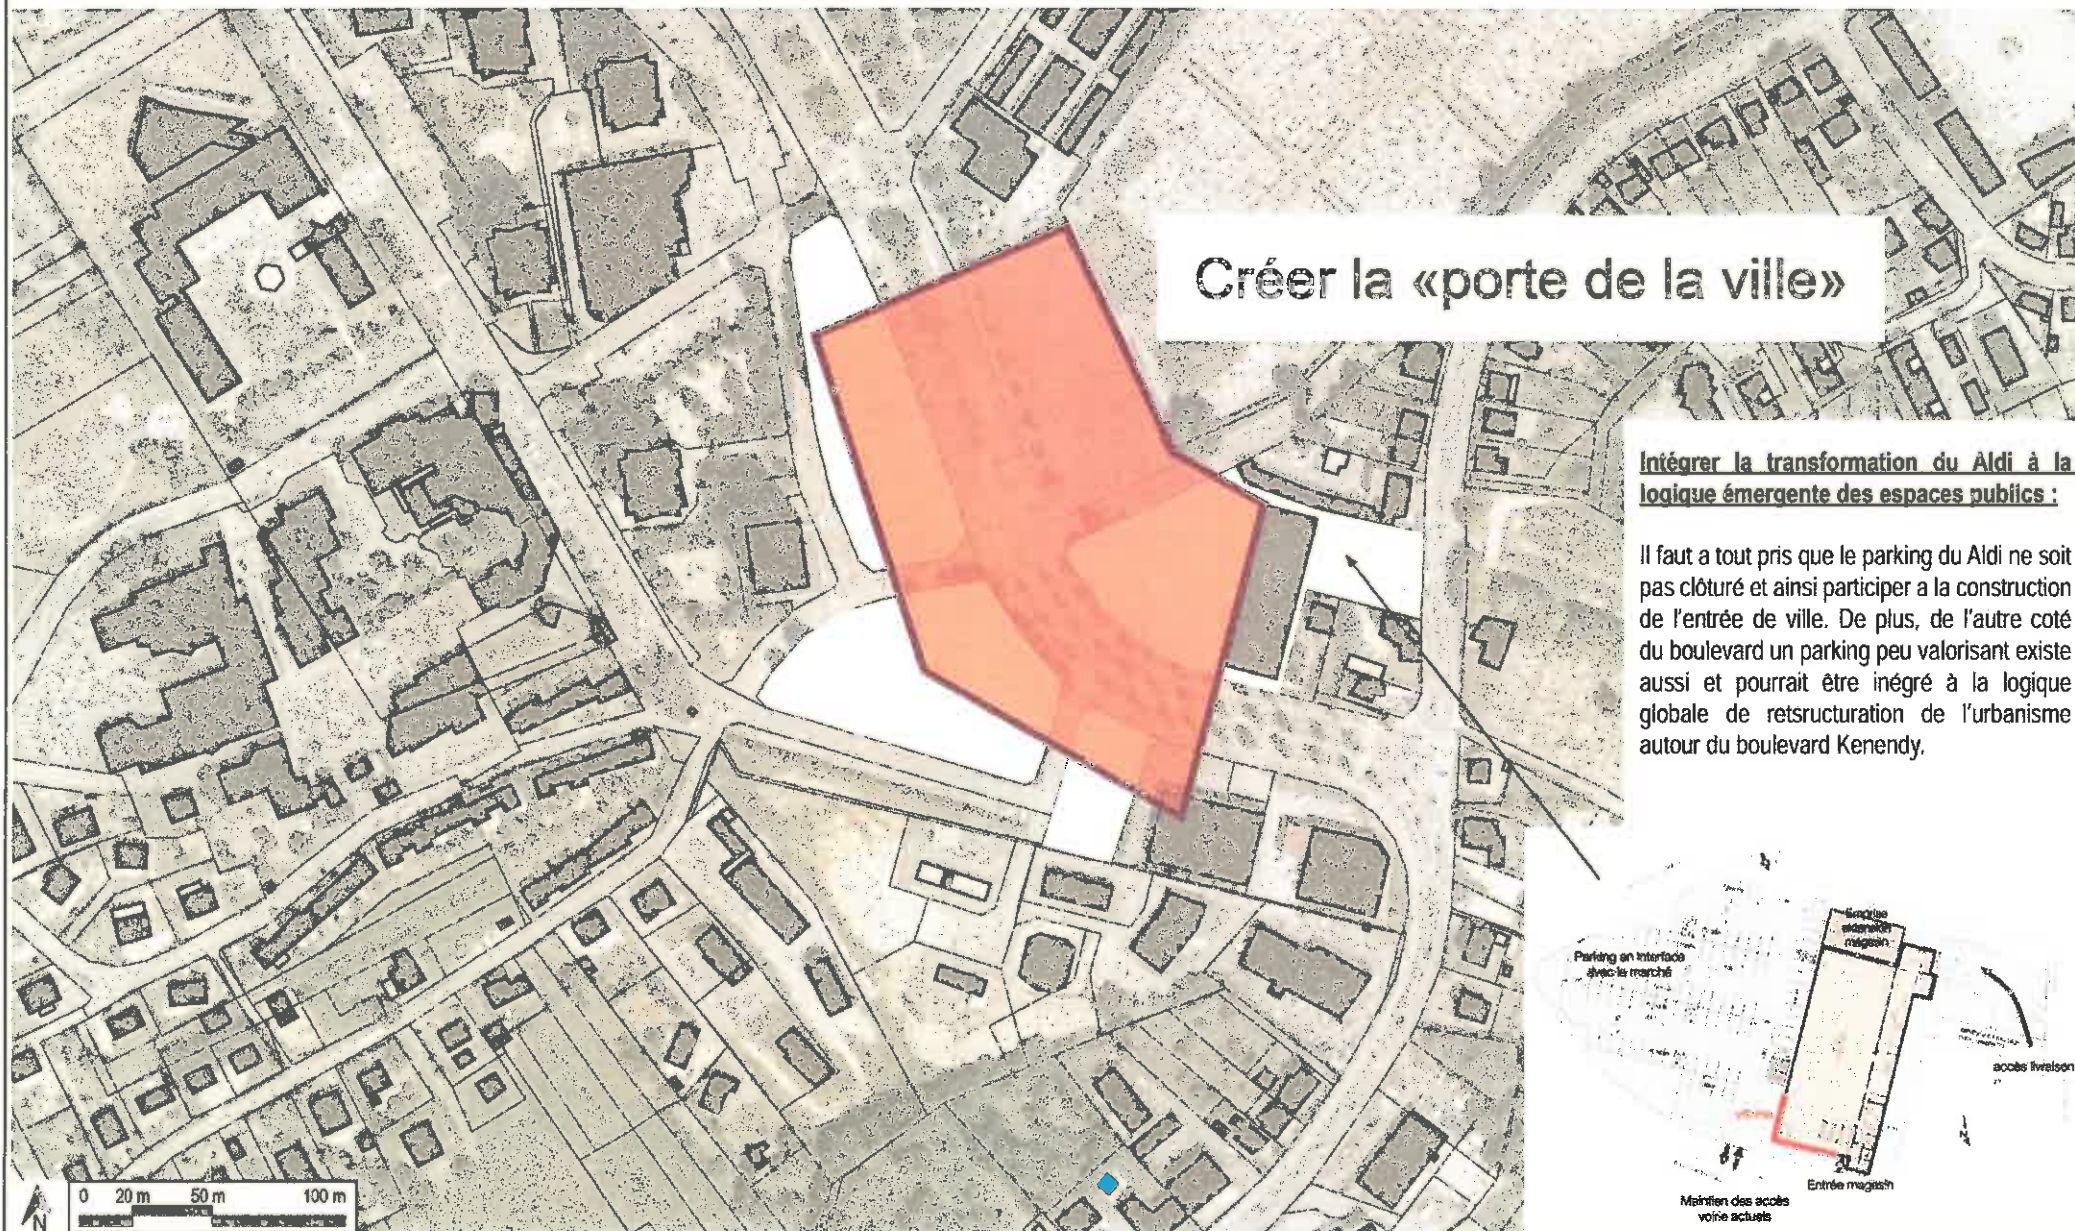 Créer la «porte de la ville»
Intégrer la transformation du Aldi à la
logique émergente des espaces publics :
Il faut a tout pris que le parking du Aldi ne soit
pas clôturé et ainsi participer a la construction
de l'entrée de ville. De plus, de l'autre coté
du boulevard un parking peu valorisant existe
aussi et pourrait être inégré à la logique
globale de retsructuration de l'urbanisme
autour du boulevard Kenendy.
Emprise
extension
magasin
Parking en interface
avec le marché
accès livraison
Entrée magasin
Maintien des accès
voirie actuels
N
0 20 m 50 m 100 m
N